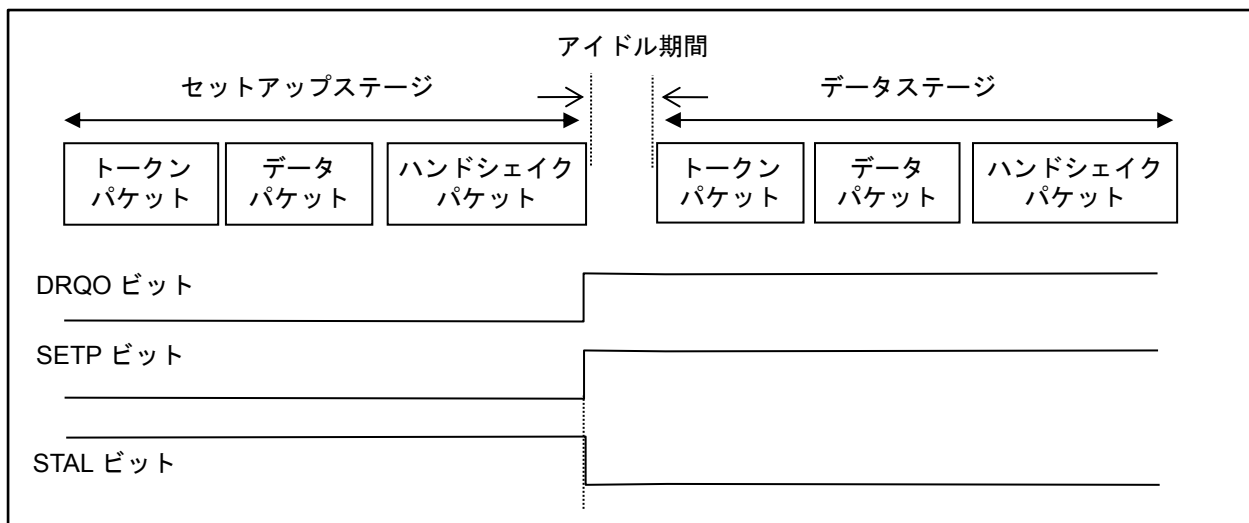 アイドル期間
セットアップステージ
データステージ
トークン
パケット
データ
パケット
ハンドシェイク
パケット
トークン
パケット
データ
パケット
ハンドシェイク
パケット
DRQO ビット
SETP ビット
STAL ビット